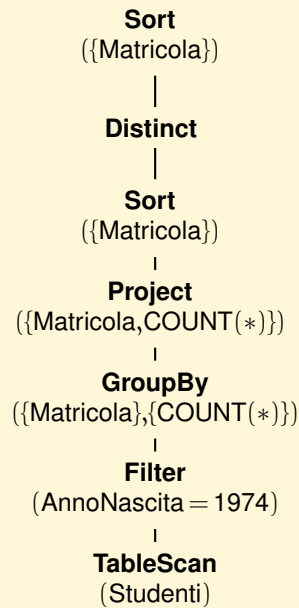 Sort
({Matricola})
Distinct
Sort
({Matricola})
Project
({Matricola,COUNT(∗)})
GroupBy
({Matricola},{COUNT(∗)})
Filter
(AnnoNascita = 1974)
TableScan
(Studenti)